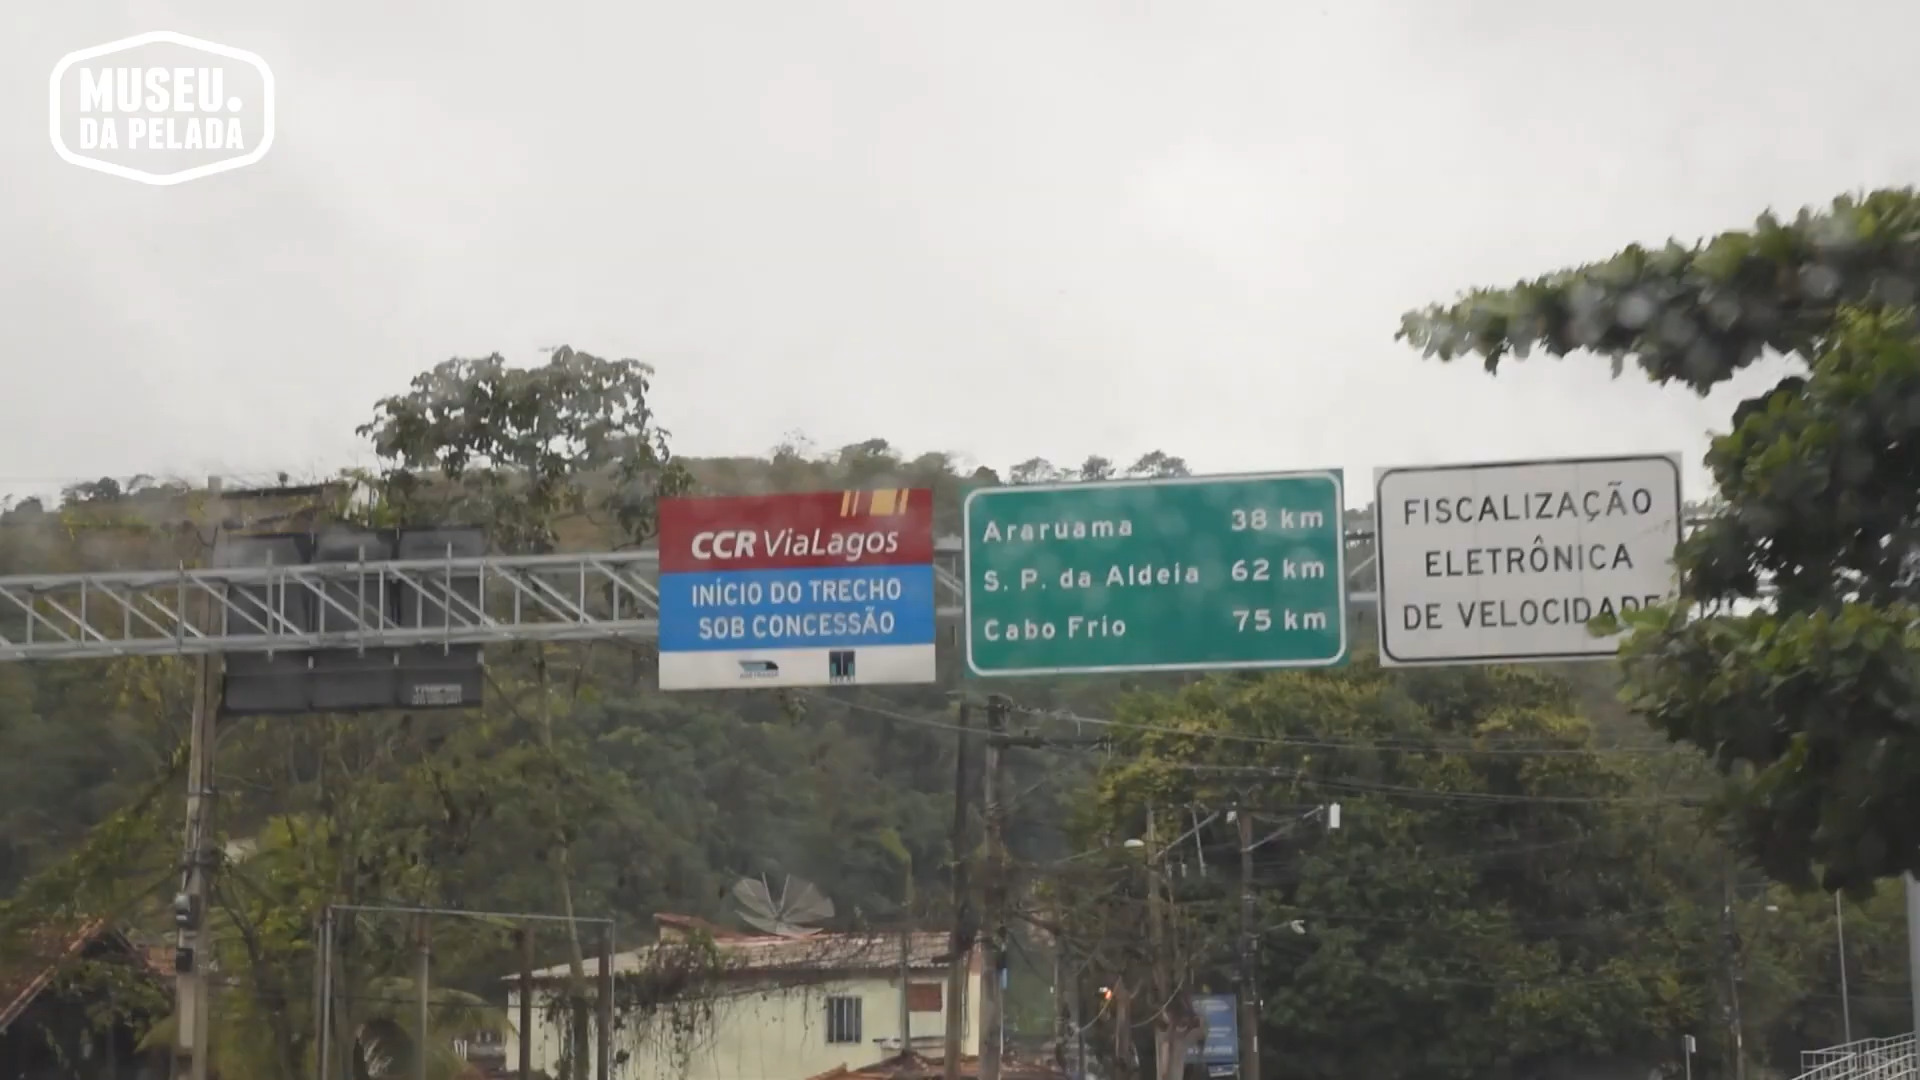 MUSEU.
DA PELADA
CCR ViaLagos
INÍCIO DO TRECHO
SOB CONCESSÃO
Araruama 38 km
S. P. da Aldeia 62 km
Cabo Frio 75 km
FISCALIZAÇÃO
ELETRÔNICA
DE VELOCIDADE